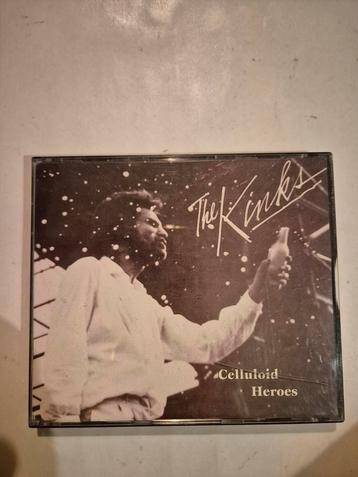 The Kinks
Celluloid
Heroes